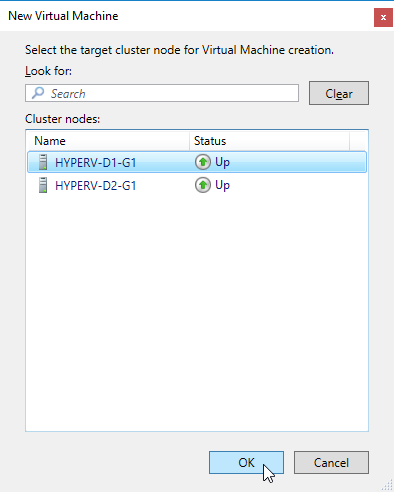 New Virtual Machine
x
Select the target cluster node for Virtual Machine creation.
Look for:
Search
Clear
Cluster nodes:
Name Status
HYPERV-D1-G1 Up
HYPERV-D2-G1 Up
OK Cancel